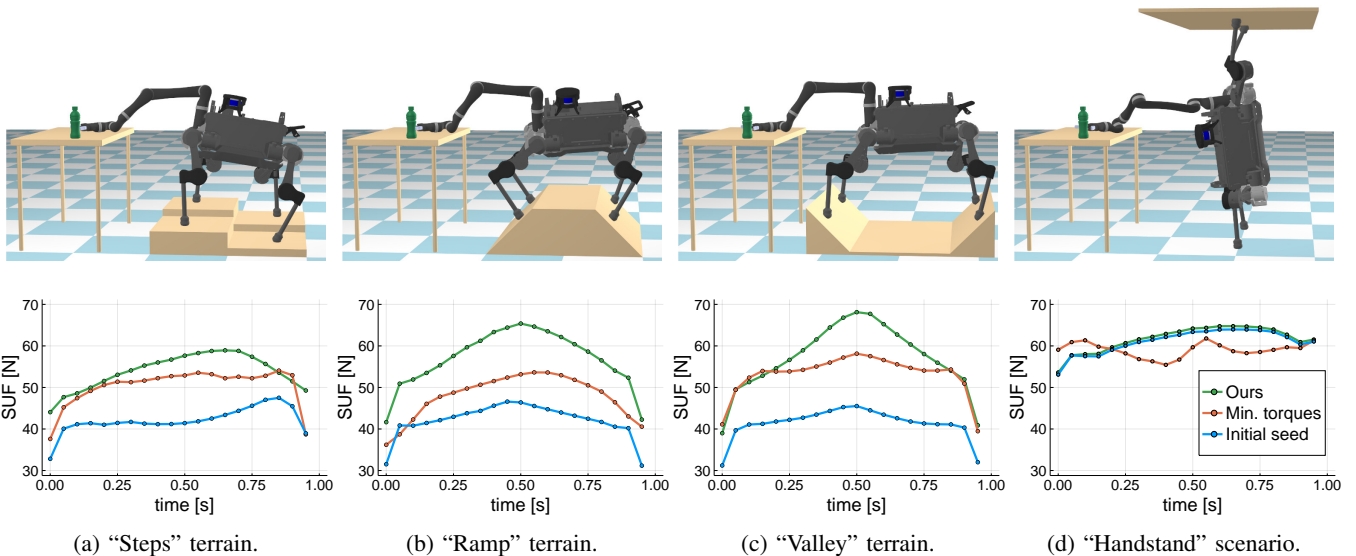 70
60
50
40
30
SUF [N]
0.00 0.25 0.50 0.75 1.00
time [s]
70
60
50
40
30
SUF [N]
0.00 0.25 0.50 0.75 1.00
time [s]
70
60
50
40
30
SUF [N]
0.00 0.25 0.50 0.75 1.00
time [s]
70
60
50
40
30
SUF [N]
0.00 0.25 0.50 0.75 1.00
time [s]
Ours
Min. torques
Initial seed
(a) “Steps” terrain.
(b) “Ramp” terrain.
(c) “Valley” terrain.
(d) “Handstand” scenario.